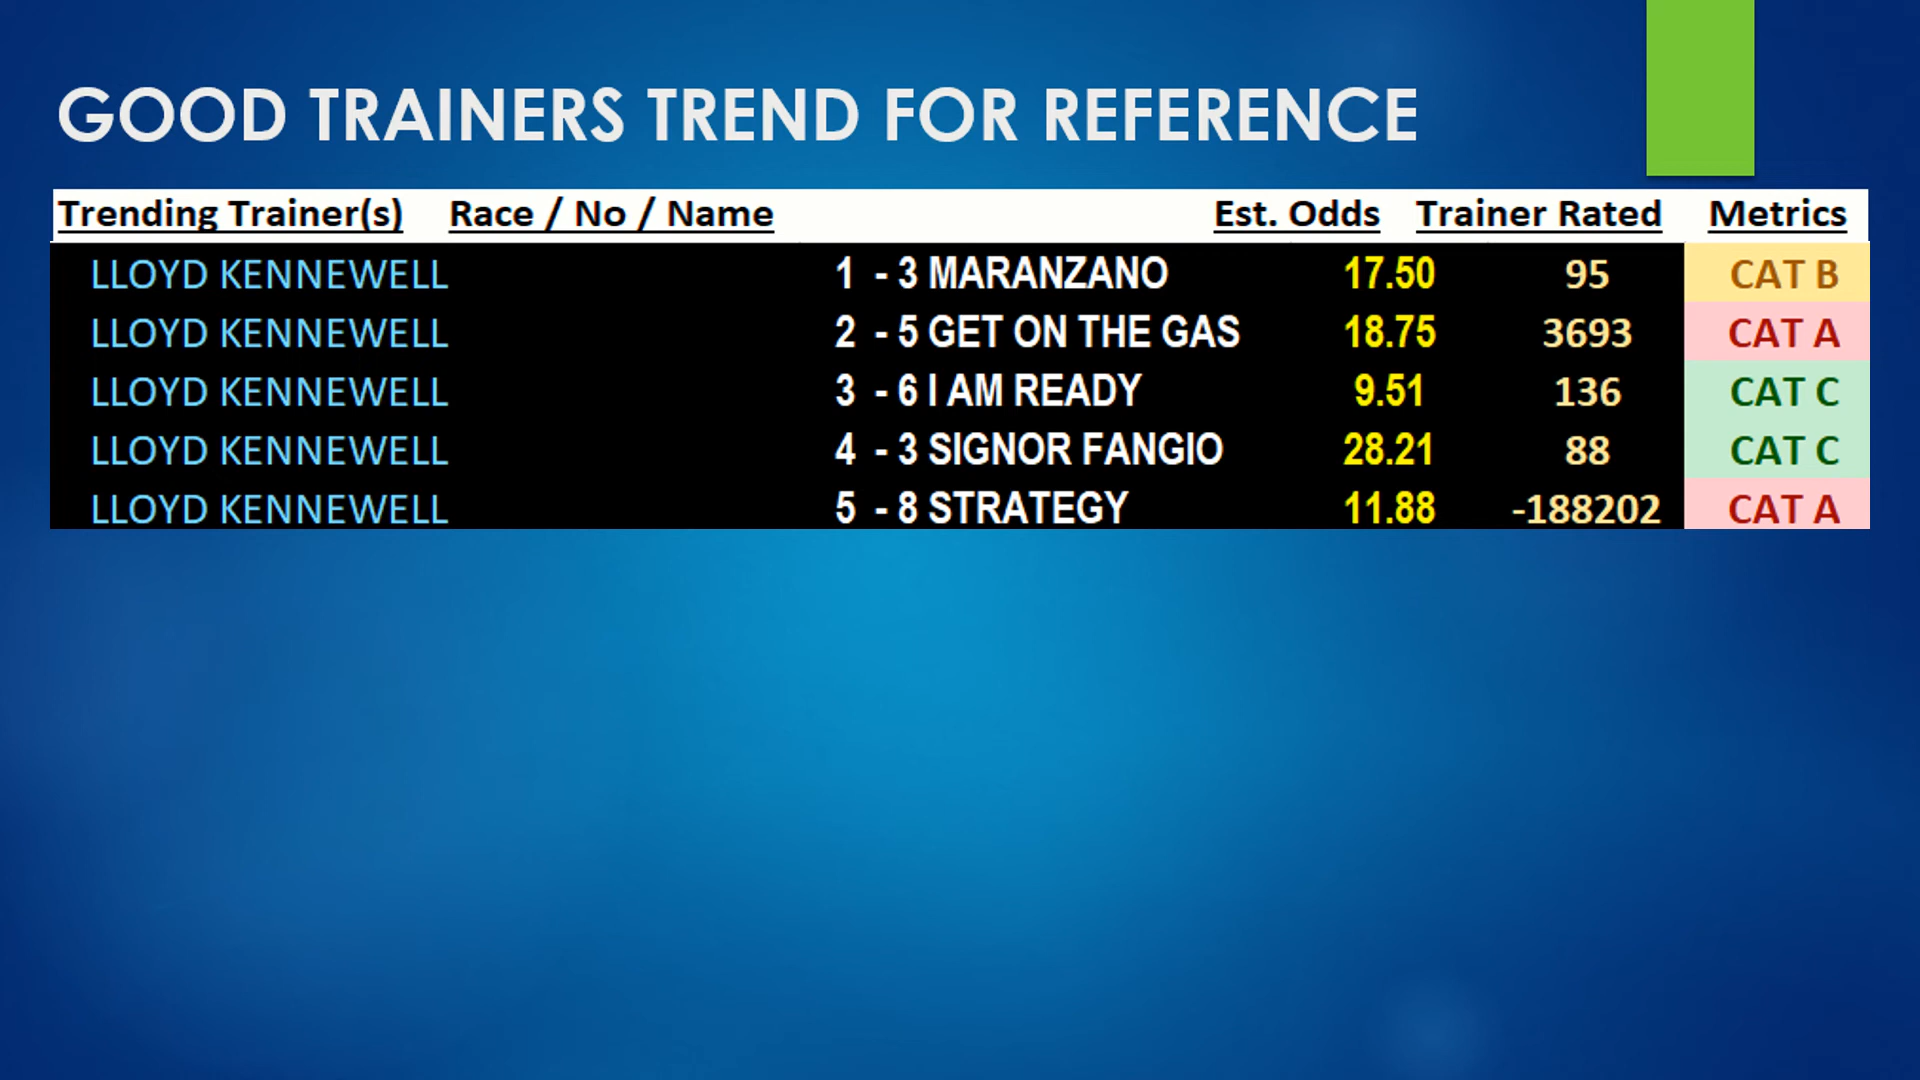 GOOD TRAINERS TREND FOR REFERENCE
Trending Trainer(s) Race / No / Name Est. Odds Trainer Rated Metrics
LLOYD KENNEWELL 1 - 3 MARANZANO 17.50 95 CAT B
LLOYD KENNEWELL 2 - 5 GET ON THE GAS 18.75 3693 CAT A
LLOYD KENNEWELL 3 - 6 I AM READY 9.51 136 CAT C
LLOYD KENNEWELL 4 - 3 SIGNOR FANGIO 28.21 88 CAT C
LLOYD KENNEWELL 5 - 8 STRATEGY 11.88 -188202 CAT A